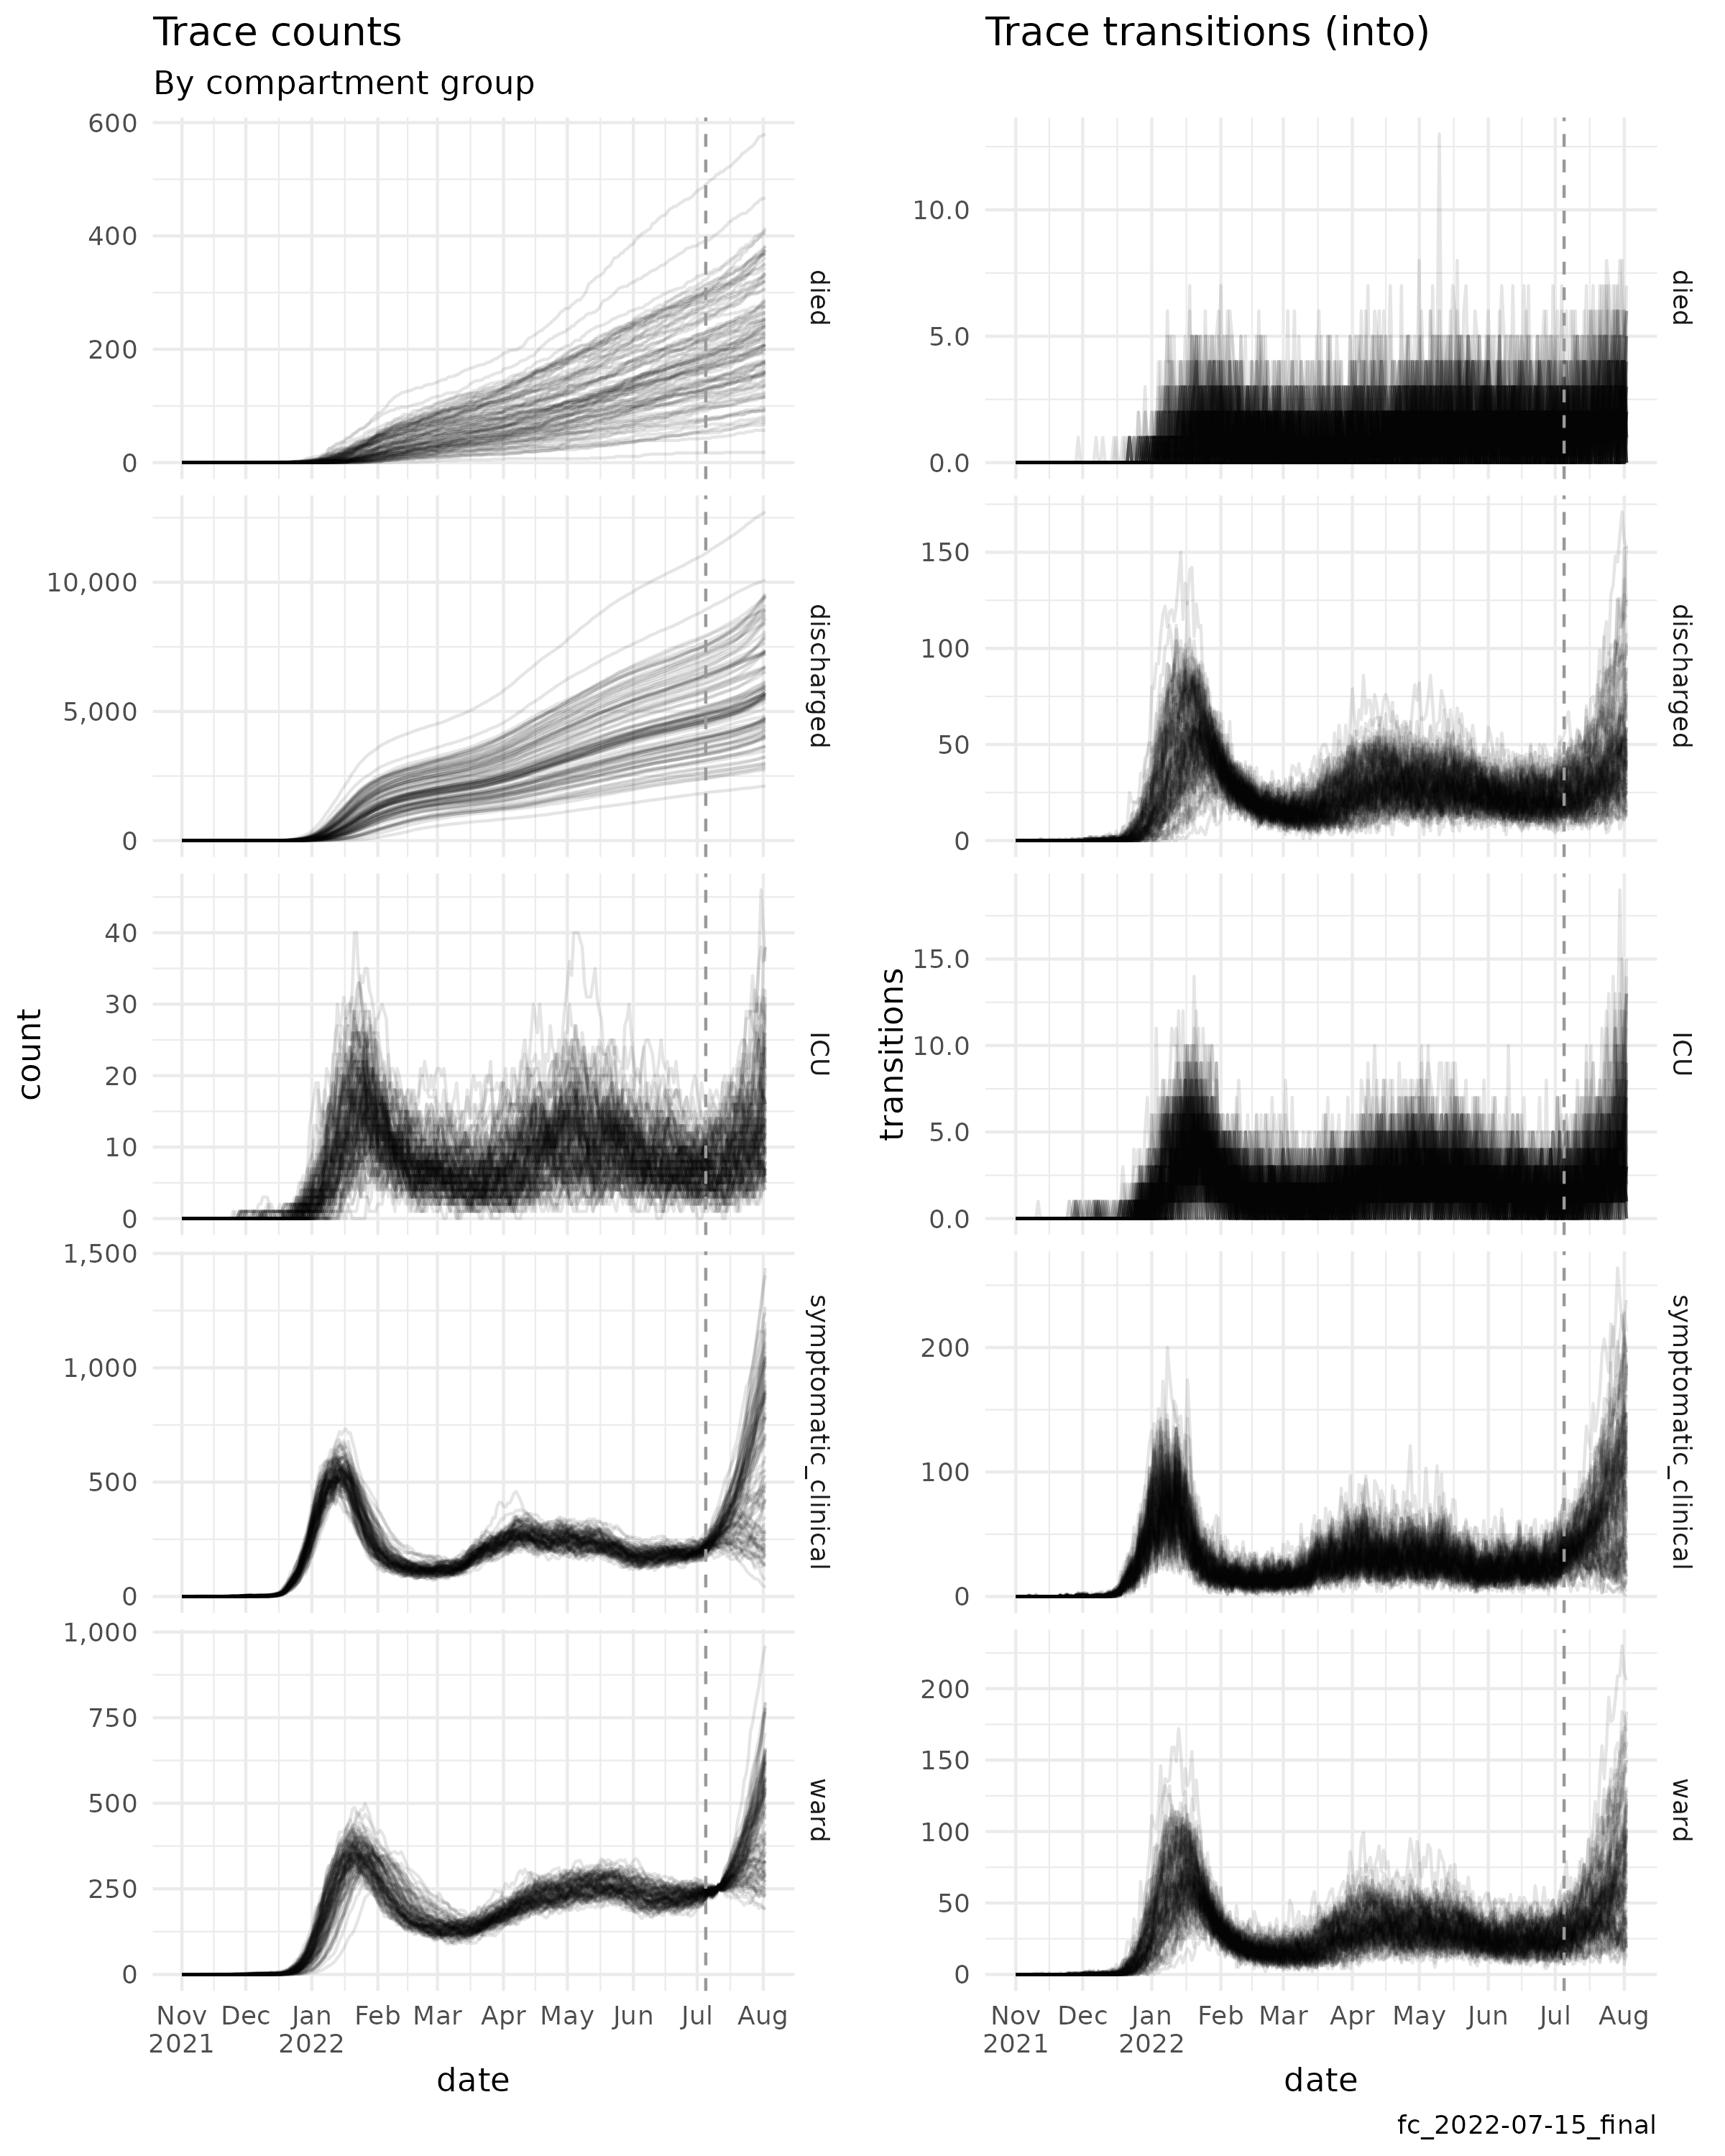 Trace counts
By compartment group
Trace transitions (into)
count
600
400
200
0
died
10,000
5,000
0
discharged
40
30
20
10
0
ICU
1,500
1,000
500
0
symptomatic_clinical
1,000
750
500
250
0
ward
Nov Dec Jan Feb Mar Apr May Jun Jul Aug
2021 2022
date
transitions
10.0
5.0
0.0
died
150
100
50
0
discharged
15.0
10.0
5.0
0.0
ICU
200
100
0
symptomatic_clinical
200
150
100
50
0
ward
Nov Dec Jan Feb Mar Apr May Jun Jul Aug
2021 2022
date
fc_2022-07-15_final